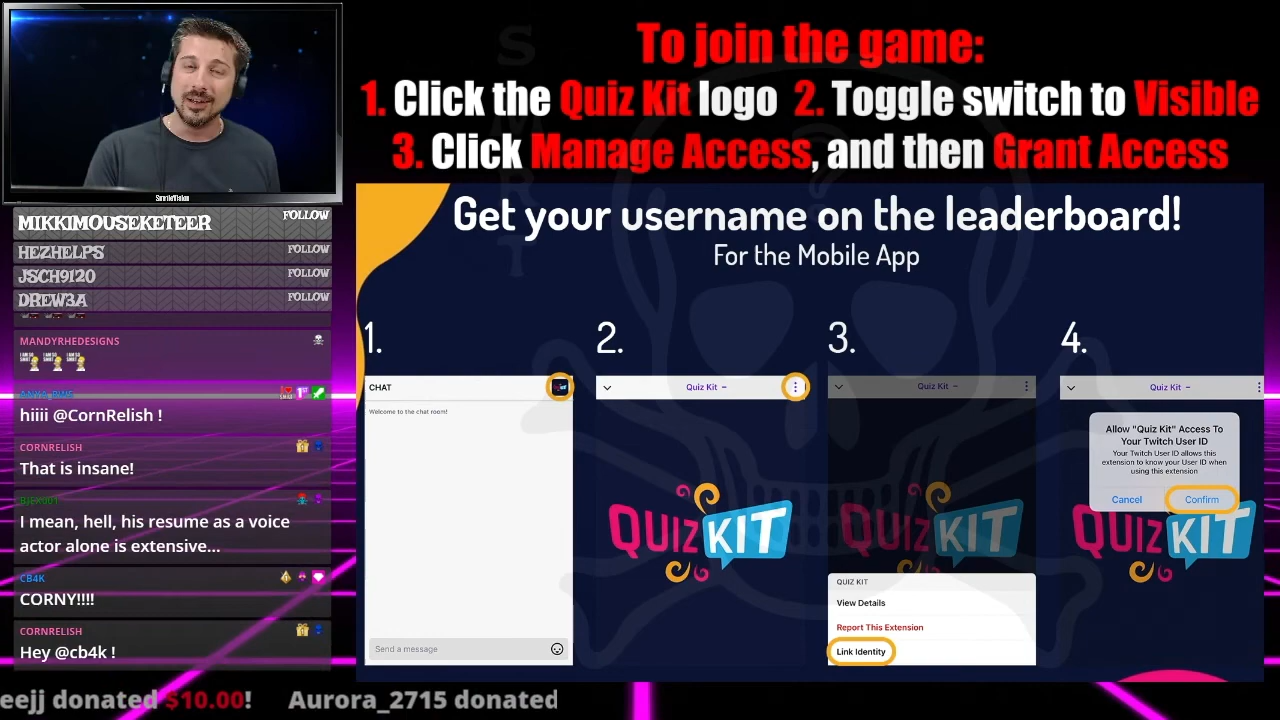 To join the game:
1. Click the Quiz Kit logo 2. Toggle switch to Visible
3. Click Manage Access, and then Grant Access
MIKKIMOUSEKETEER FOLLOW
HEZHELPS FOLLOW
JSCH9120 FOLLOW
DREW3A FOLLOW
MANDYRHEDESIGNS
hiiii @CornRelish !
CORNRELISH
That is insane!
I mean, hell, his resume as a voice
actor alone is extensive...
CB4K
CORNY!!!!
CORNRELISH
Hey @cb4k !
Get your username on the leaderboard!
For the Mobile App
1.
CHAT
Welcome to the chat room!
Send a message
2.
Quiz Kit –
QUIZ KIT
3.
Quiz Kit –
QUIZ KIT
QUIZ KIT
View Details
Report This Extension
Link Identity
4.
Quiz Kit –
Allow "Quiz Kit" Access To
Your Twitch User ID
Your Twitch User ID allows this
extension to know your User ID when
using this extension
Cancel Confirm
QUIZ KIT
eejj donated $10.00! Aurora_2715 donated